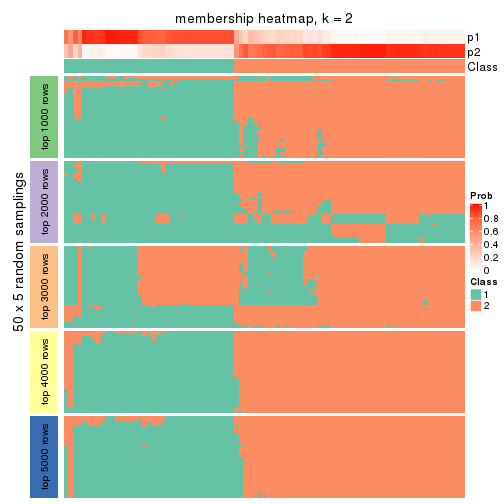 membership heatmap, k = 2
p1
p2
Class
50 x 5 random samplings
top 1000 rows
top 2000 rows
top 3000 rows
top 4000 rows
top 5000 rows
Prob
1
0.8
0.6
0.4
0.2
0
Class
1
2